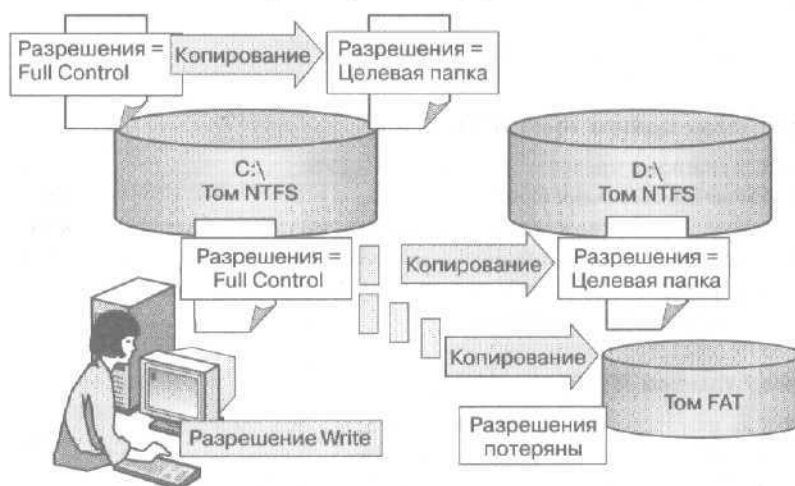 Разрешения =
Full Control
Копирование
Разрешения =
Целевая папка
C:\
Том NTFS
D:\
Том NTFS
Разрешения =
Full Control
Копирование
Разрешения =
Целевая папка
Копирование
Том FAT
Разрешение Write
Разрешения
потеряны